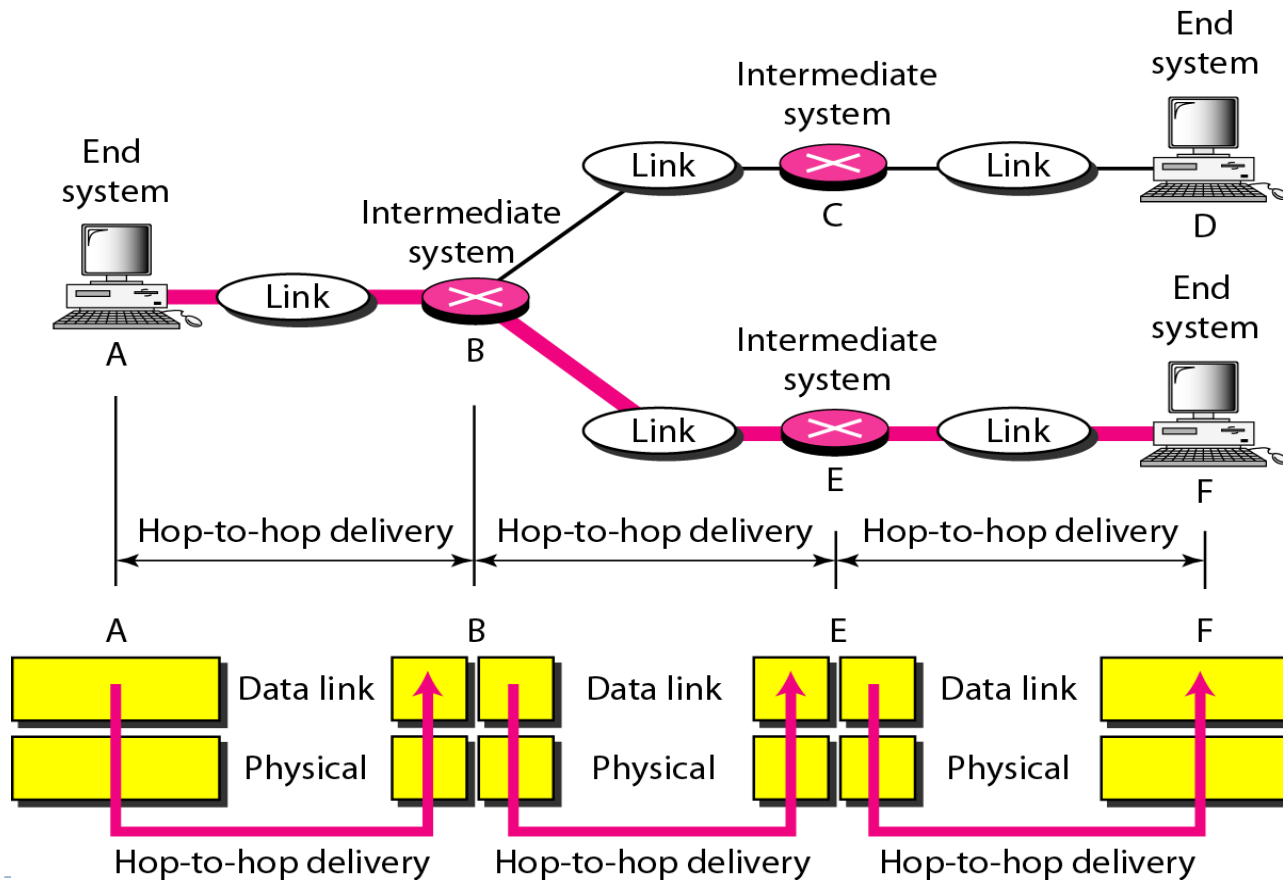 End
system
Intermediate
system
End
system
Link
Link
C
D
Intermediate
system
Link
A
B
Intermediate
system
End
system
Link
Link
E
F
Hop-to-hop delivery
Hop-to-hop delivery
Hop-to-hop delivery
A
B
E
F
Data link
Data link
Data link
Physical
Physical
Physical
Hop-to-hop delivery
Hop-to-hop delivery
Hop-to-hop delivery